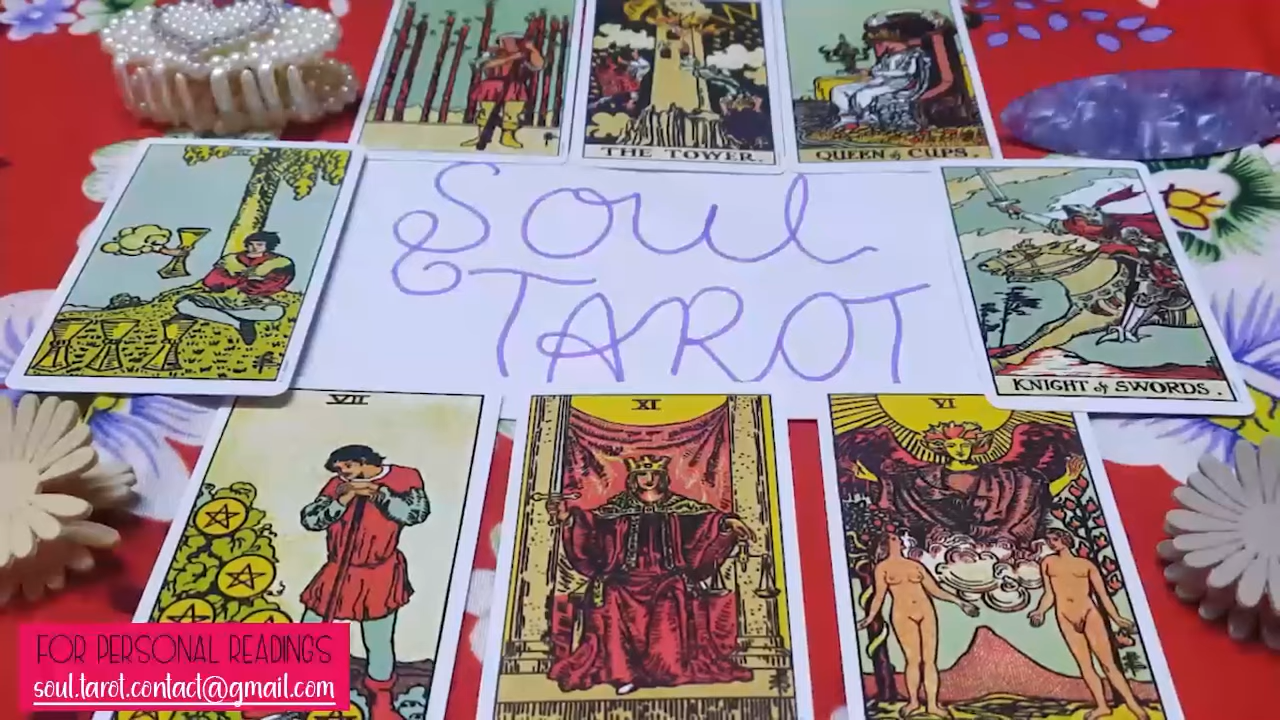 THE TOWER.
QUEEN of CUPS.
Soul
TAROT
KNIGHT of SWORDS.
VII
XI
VI
FOR PERSONAL READINGS
soul.tarot.contact@gmail.com